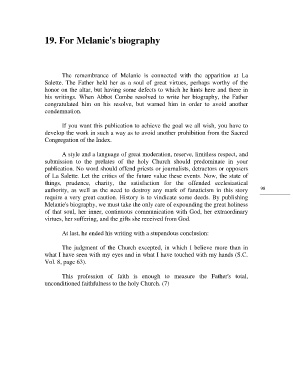 19. For Melanie's biography
The remembrance of Melanie is connected with the apparition at La
Salette. The Father held her as a soul of great virtues, perhaps worthy of the
honor on the altar, but having some defects to which he hints here and there in
his writings. When Abbot Combe resolved to write her biography, the Father
congratulated him on his resolve, but warned him in order to avoid another
condemnation.
If you want this publication to achieve the goal we all wish, you have to
develop the work in such a way as to avoid another prohibition from the Sacred
Congregation of the Index.
A style and a language of great moderation, reserve, limitless respect, and
submission to the prelates of the holy Church should predominate in your
publication. No word should offend priests or journalists, detractors or opposers
of La Salette. Let the critics of the future value these events. Now, the state of
things, prudence, charity, the satisfaction for the offended ecclesiastical
authority, as well as the need to destroy any mark of fanaticism in this story
require a very great caution. History is to vindicate some deeds. By publishing
Melanie's biography, we must take the only care of expounding the great holiness
of that soul, her inner, continuous communication with God, her extraordinary
virtues, her suffering, and the gifts she received from God.
At last, he ended his writing with a stupendous conclusion:
The judgment of the Church excepted, in which I believe more than in
what I have seen with my eyes and in what I have touched with my hands (S.C.
Vol. 8, page 63).
This profession of faith is enough to measure the Father's total,
unconditioned faithfulness to the holy Church. (7)